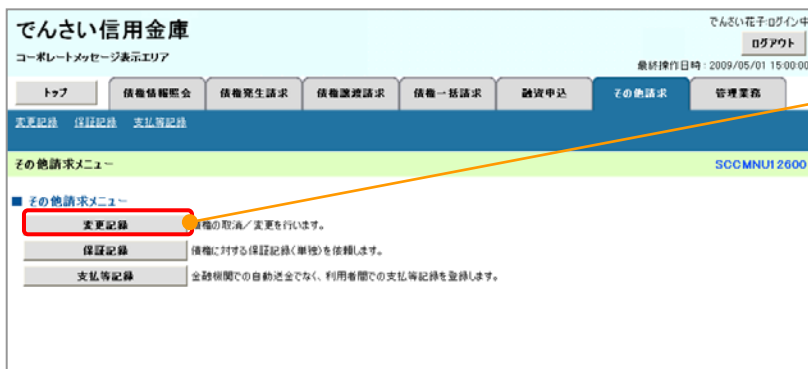 でんさい信用金庫
コーポレートメッセージ表示エリア
でんさい花子:ログイン中
ログアウト
最終操作日時：2009/05/01 15:00:00
トップ 債権情報照会 債権発生請求 債権譲渡請求 債権一括請求 融資申込 その他請求 管理業務
変更記録 保証記録 支払等記録
その他請求メニュー SCCMNU12600
■ その他請求メニュー
変更記録 債権の取消／変更を行います。
保証記録 債権に対する保証記録（単独）を依頼します。
支払等記録 金融機関での自動送金でなく、利用者間での支払等記録を登録します。